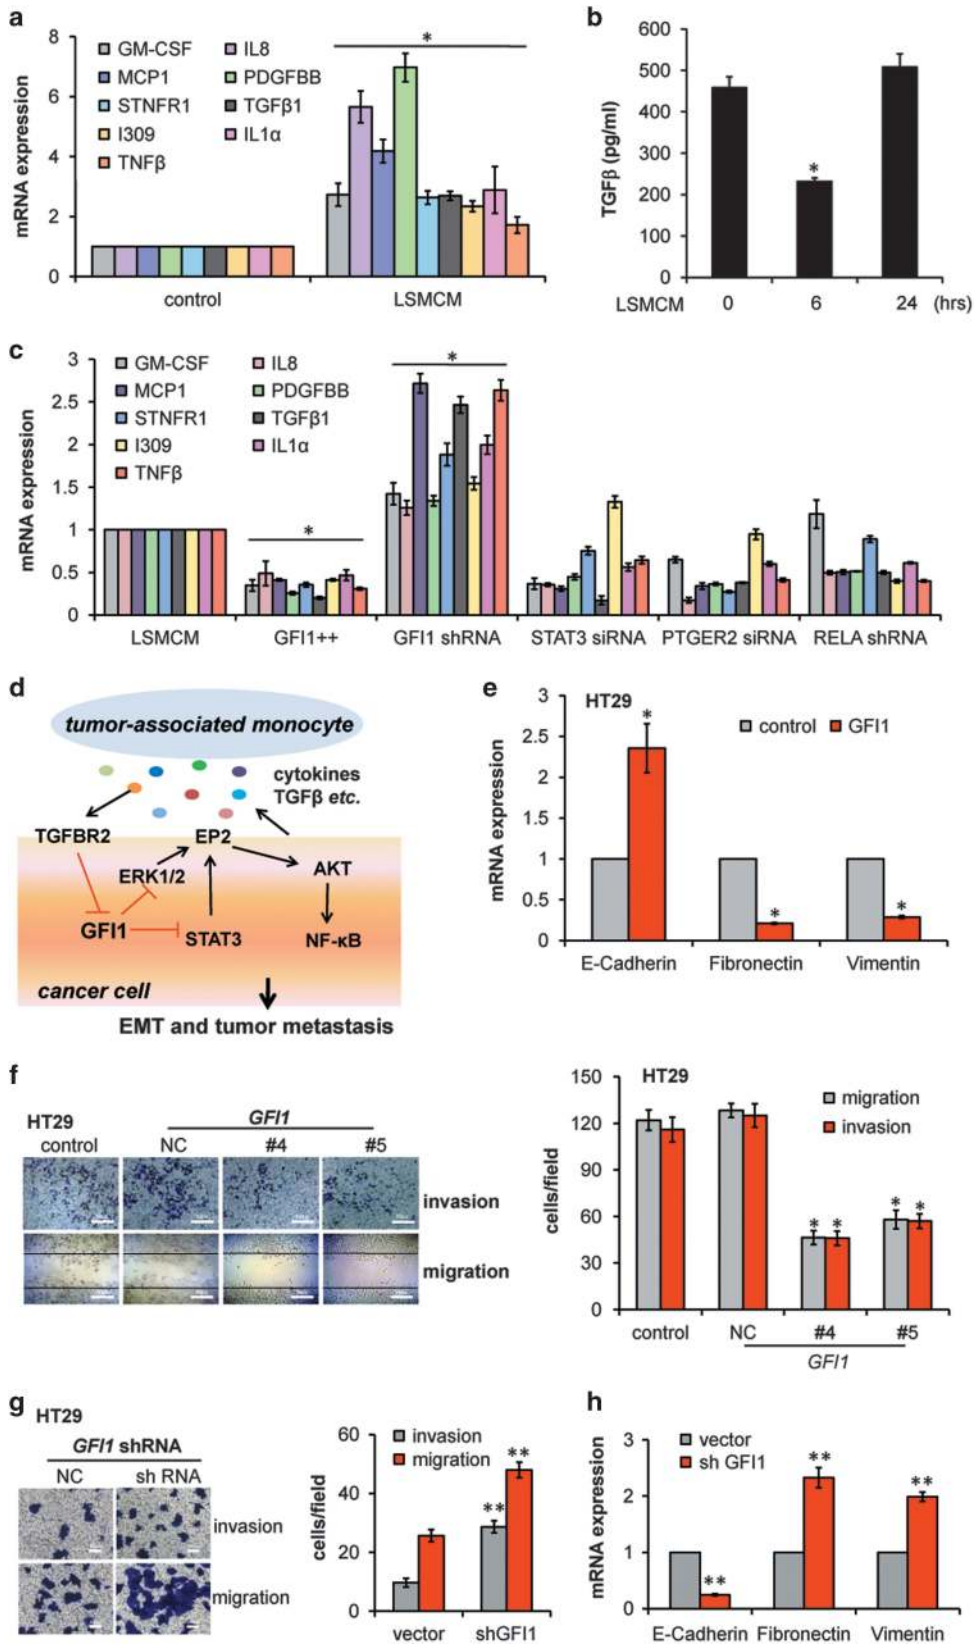 a
mRNA expression
8
6
4
2
0
GM-CSF
MCP1
STNFR1
I309
TNFβ
IL8
PDGFBB
TGFβ1
IL1α
*
control
LSMCM
b
TGFβ (pg/ml)
600
500
400
300
200
100
0
*
LSMCM 0 6 24 (hrs)
c
mRNA expression
3
2.5
2
1.5
1
0.5
0
GM-CSF
MCP1
STNFR1
I309
TNFβ
IL8
PDGFBB
TGFβ1
IL1α
*
*
LSMCM GFI1++ GFI1 shRNA STAT3 siRNA PTGER2 siRNA RELA shRNA
d
tumor-associated monocyte
cytokines
TGFβ etc.
TGFBR2
EP2
ERK1/2
AKT
GFI1
STAT3
NF-κB
cancer cell
EMT and tumor metastasis
e
HT29
mRNA expression
3
2.5
2
1.5
1
0.5
0
control GFI1
*
*
*
E-Cadherin Fibronectin Vimentin
f
HT29
GFI1
control NC #4 #5
invasion
migration
HT29
cells/field
150
120
90
60
30
0
migration
invasion
* *
* *
control NC #4 #5
GFI1
g
HT29
GFI1 shRNA
NC sh RNA
invasion
migration
cells/field
60
40
20
0
invasion
migration
**
**
vector shGFI1
h
mRNA expression
3
2
1
0
vector
sh GFI1
**
**
**
E-Cadherin Fibronectin Vimentin